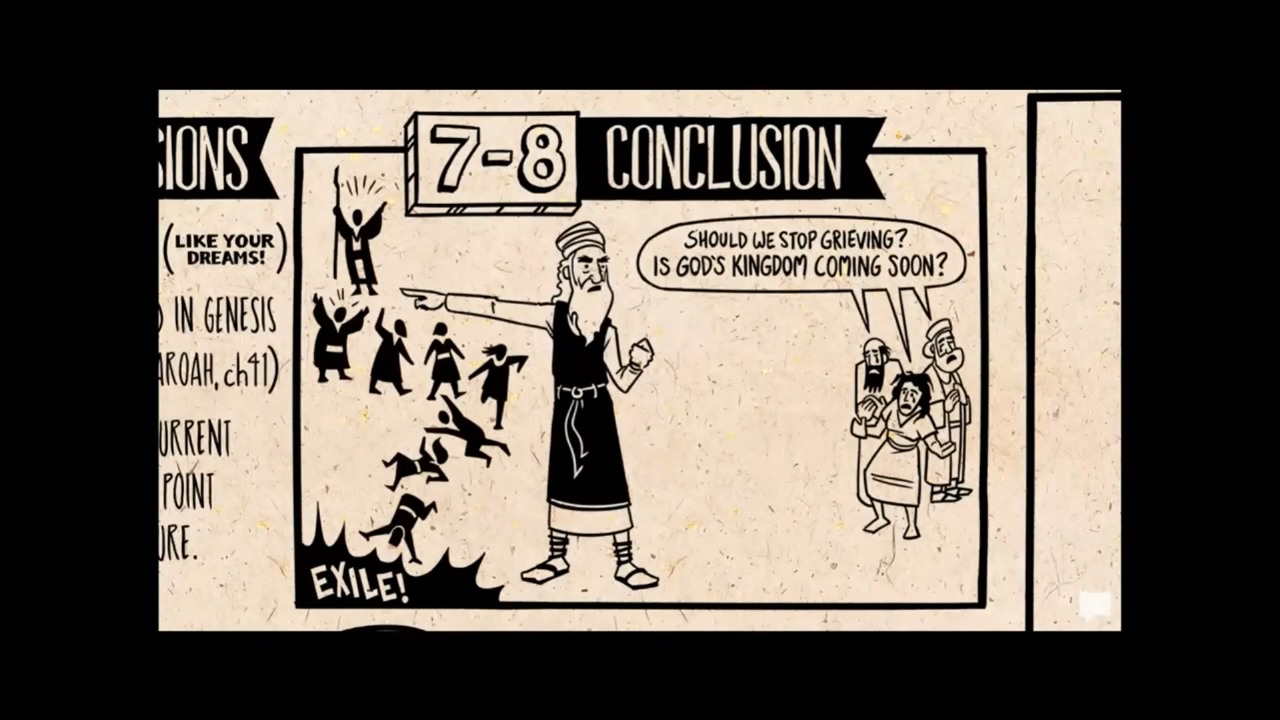 SIONS
7-8 CONCLUSION
(LIKE YOUR
DREAMS!)
IN GENESIS
AROAH, ch41)
URRENT
POINT
URE.
SHOULD WE STOP GRIEVING?
IS GOD'S KINGDOM COMING SOON?
EXILE!